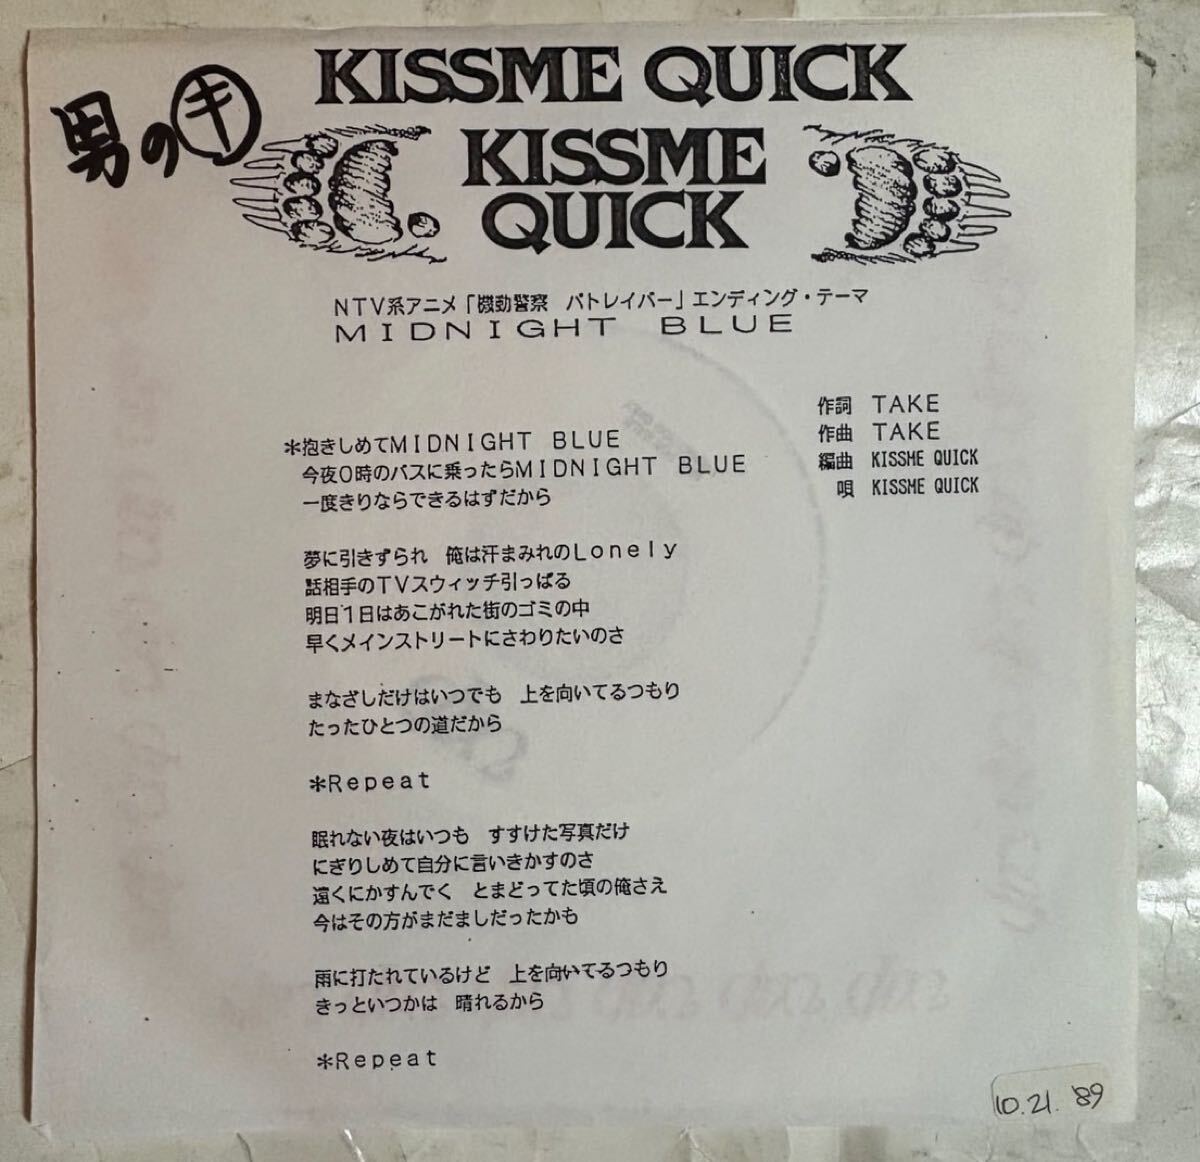 男のキ
KISSME QUICK
KISSME
QUICK
NTV系アニメ「機動警察　パトレイバー」エンディング・テーマ
MIDNIGHT　BLUE
作詞　TAKE
作曲　TAKE
編曲　KISSME QUICK
唄　KISSME QUICK
＊抱きしめてMIDNIGHT　BLUE
今夜0時のバスに乗ったらMIDNIGHT　BLUE
一度きりならできるはずだから
夢に引きずられ　俺は汗まみれのLonely
話相手のTVスウィッチ引っぱる
明日1日はあこがれた街のゴミの中
早くメインストリートにさわりたいのさ
まなざしだけはいつでも　上を向いてるつもり
たったひとつの道だから
＊Repeat
眠れない夜はいつも　すすけた写真だけ
にぎりしめて自分に言いきかすのさ
遠くにかすんでく　とまどってた頃の俺さえ
今はその方がまだましだったかも
雨に打たれているけど　上を向いてるつもり
きっといつかは　晴れるから
＊Repeat
10.21.'89